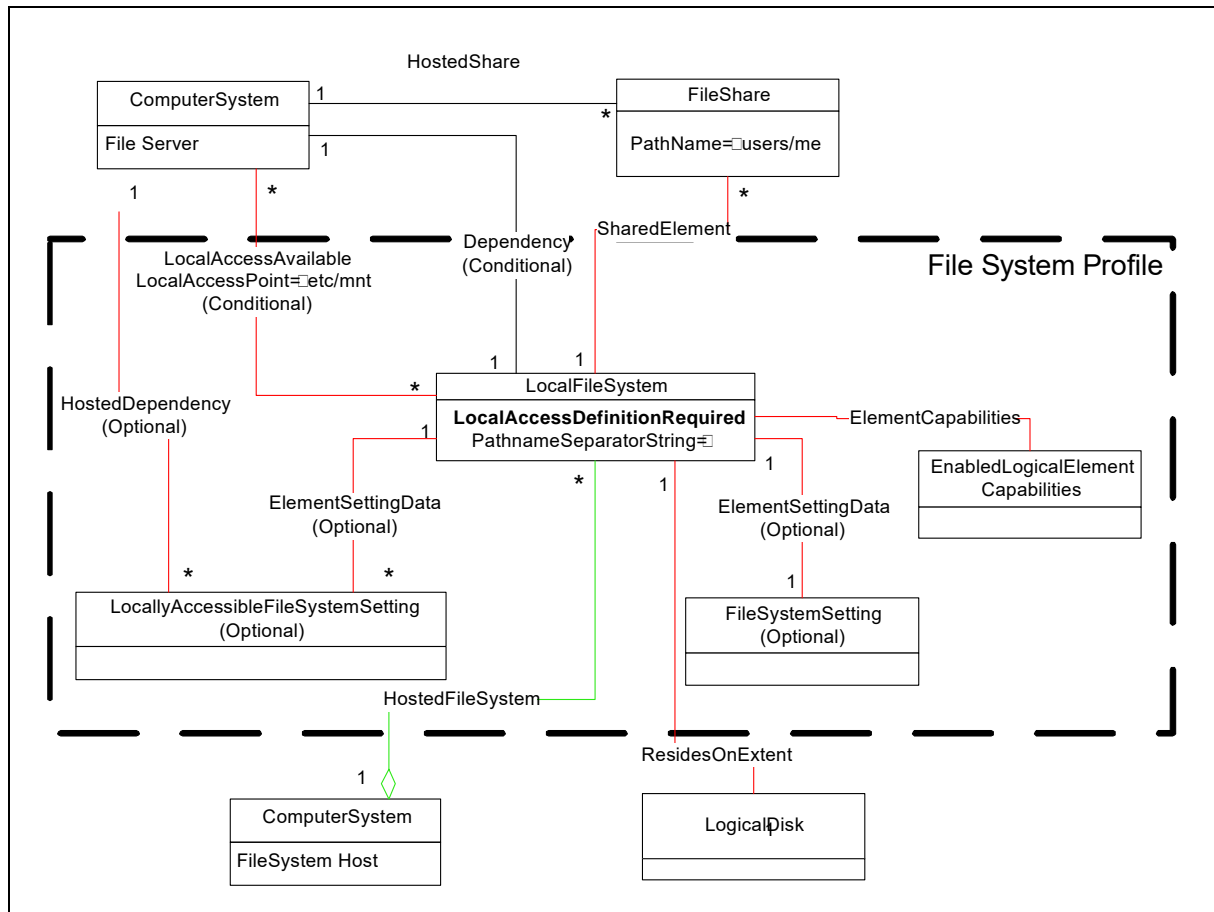 HostedShare
ComputerSystem
File Server
1
*
FileShare
PathName=□users/me
1
1
*
*
SharedElement
Dependency
(Conditional)
LocalAccessAvailable
LocalAccessPoint=□etc/mnt
(Conditional)
File System Profile
1
1
*
LocalFileSystem
LocalAccessDefinitionRequired
PathnameSeparatorString=□
HostedDependency
(Optional)
1
ElementCapabilities
EnabledLogicalElement
Capabilities
*
1
1
ElementSettingData
(Optional)
ElementSettingData
(Optional)
*
*
1
LocallyAccessibleFileSystemSetting
(Optional)
FileSystemSetting
(Optional)
HostedFileSystem
ResidesOnExtent
1
ComputerSystem
FileSystem Host
LogicalDisk
1